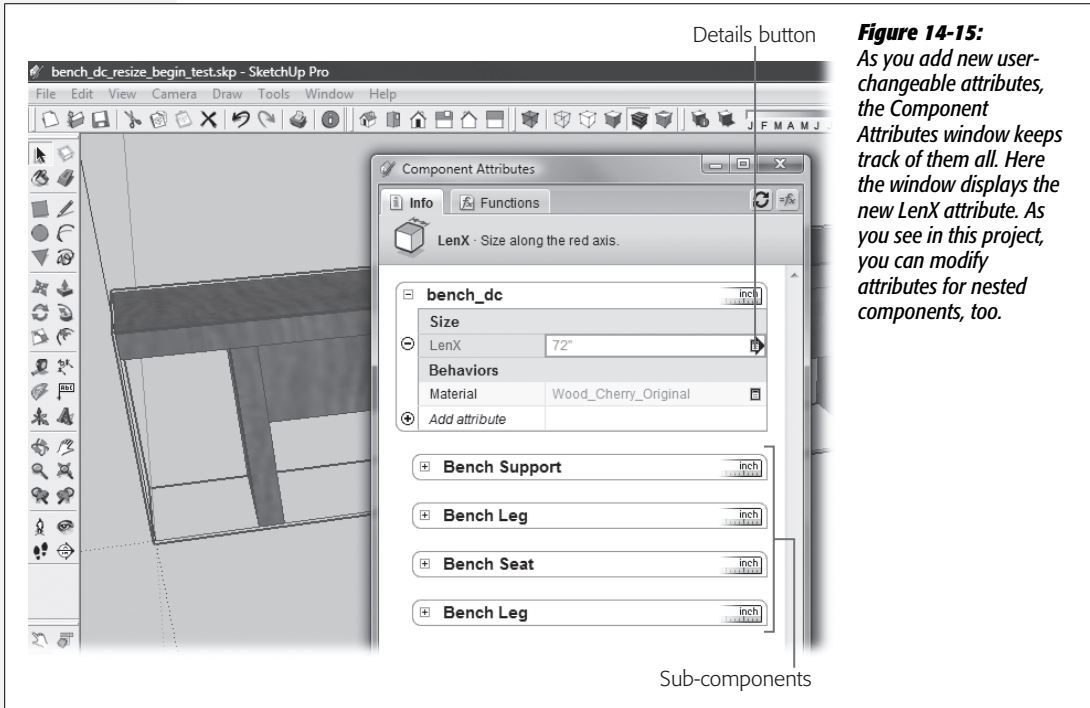 Details button
Figure 14-15:
As you add new user-
changeable attributes,
the Component
Attributes window keeps
track of them all. Here
the window displays the
new LenX attribute. As
you see in this project,
you can modify
attributes for nested
components, too.
bench_dc_resize_begin_test.skp - SketchUp Pro
File Edit View Camera Draw Tools Window Help
J F M A M J
Component Attributes
Info Functions
LenX · Size along the red axis.
bench_dc inch
Size
LenX 72"
Behaviors
Material Wood_Cherry_Original
Add attribute
Bench Support inch
Bench Leg inch
Bench Seat inch
Bench Leg inch
Sub-components